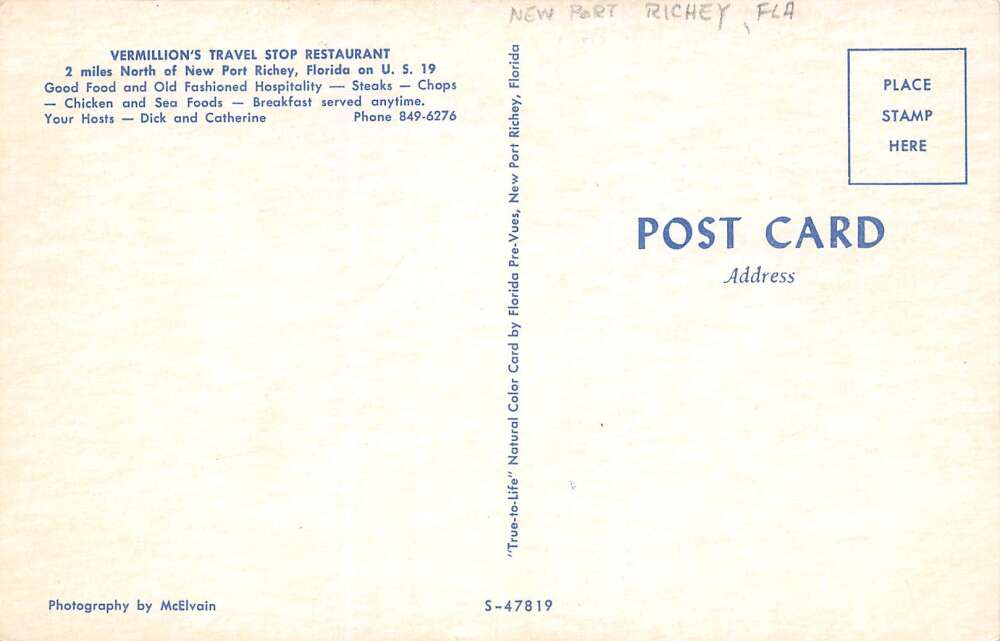 NEW PORT RICHEY, FLA
VERMILLION'S TRAVEL STOP RESTAURANT
2 miles North of New Port Richey, Florida on U. S. 19
Good Food and Old Fashioned Hospitality — Steaks — Chops
— Chicken and Sea Foods — Breakfast served anytime.
Your Hosts — Dick and Catherine Phone 849-6276
"True-to-Life" Natural Color Card by Florida Pre-Vues, New Port Richey, Florida
PLACE
STAMP
HERE
POST CARD
Address
Photography by McElvain
S-47819